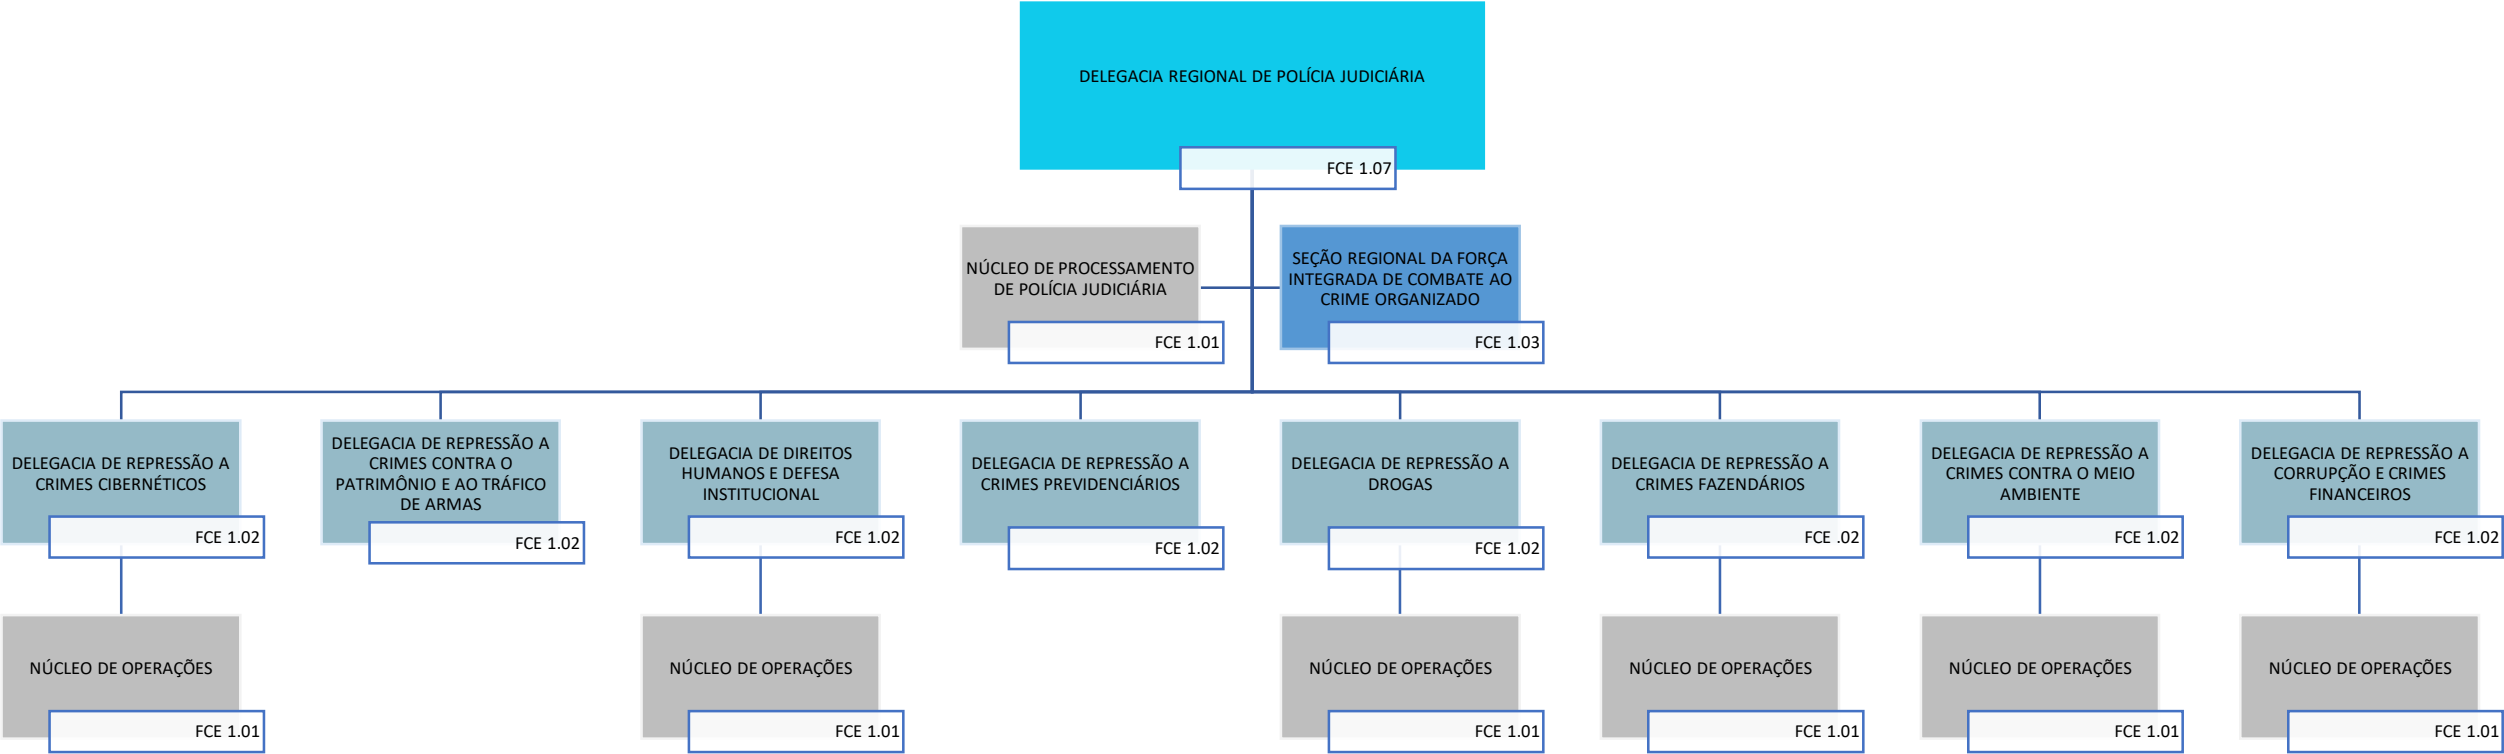 DELEGACIA REGIONAL DE POLÍCIA JUDICIÁRIA
FCE 1.07
NÚCLEO DE PROCESSAMENTO
DE POLÍCIA JUDICIÁRIA
FCE 1.01
SEÇÃO REGIONAL DA FORÇA
INTEGRADA DE COMBATE AO
CRIME ORGANIZADO
FCE 1.03
DELEGACIA DE REPRESSÃO A
CRIMES CIBERNÉTICOS
FCE 1.02
DELEGACIA DE REPRESSÃO A
CRIMES CONTRA O
PATRIMÔNIO E AO TRÁFICO
DE ARMAS
FCE 1.02
DELEGACIA DE DIREITOS
HUMANOS E DEFESA
INSTITUCIONAL
FCE 1.02
DELEGACIA DE REPRESSÃO A
CRIMES PREVIDENCIÁRIOS
FCE 1.02
DELEGACIA DE REPRESSÃO A
DROGAS
FCE 1.02
DELEGACIA DE REPRESSÃO A
CRIMES FAZENDÁRIOS
FCE .02
DELEGACIA DE REPRESSÃO A
CRIMES CONTRA O MEIO
AMBIENTE
FCE 1.02
DELEGACIA DE REPRESSÃO A
CORRUPÇÃO E CRIMES
FINANCEIROS
FCE 1.02
NÚCLEO DE OPERAÇÕES
FCE 1.01
NÚCLEO DE OPERAÇÕES
FCE 1.01
NÚCLEO DE OPERAÇÕES
FCE 1.01
NÚCLEO DE OPERAÇÕES
FCE 1.01
NÚCLEO DE OPERAÇÕES
FCE 1.01
NÚCLEO DE OPERAÇÕES
FCE 1.01